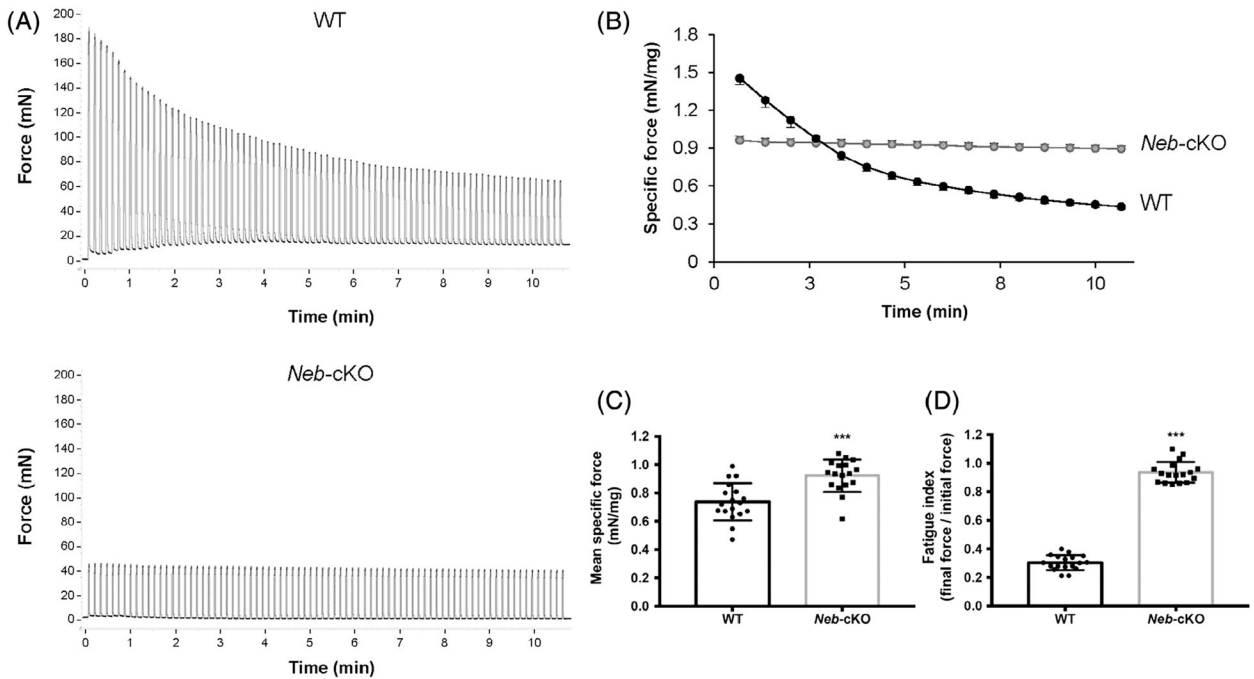 (A)
WT
Force (mN)
200
180
160
140
120
100
80
60
40
20
0
0 1 2 3 4 5 6 7 8 9 10
Time (min)
Neb-cKO
Force (mN)
200
180
160
140
120
100
80
60
40
20
0
0 1 2 3 4 5 6 7 8 9 10
Time (min)
(B)
Specific force (mN/mg)
1.8
1.5
1.2
0.9
0.6
0.3
0
0 3 5 8 10
Time (min)
Neb-cKO
WT
(C)
Mean specific force
(mN/mg)
1.2
1.0
0.8
0.6
0.4
0.2
0.0
***
WT Neb-cKO
(D)
Fatigue index
(final force / initial force)
1.2
1.0
0.8
0.6
0.4
0.2
0.0
***
WT Neb-cKO